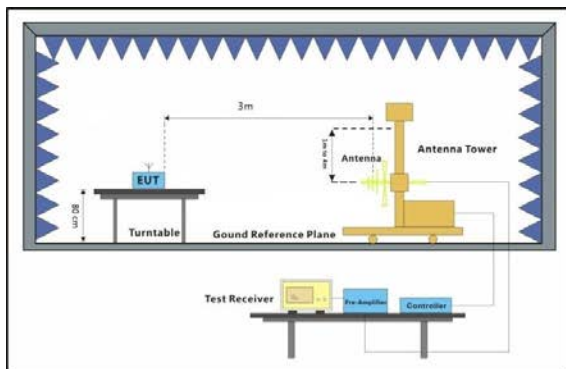 3m
Antenna
1m to 4m
Antenna Tower
EUT
80 cm
Turntable
Gound Reference Plane
Test Receiver
Pre-Amplifier
Controller